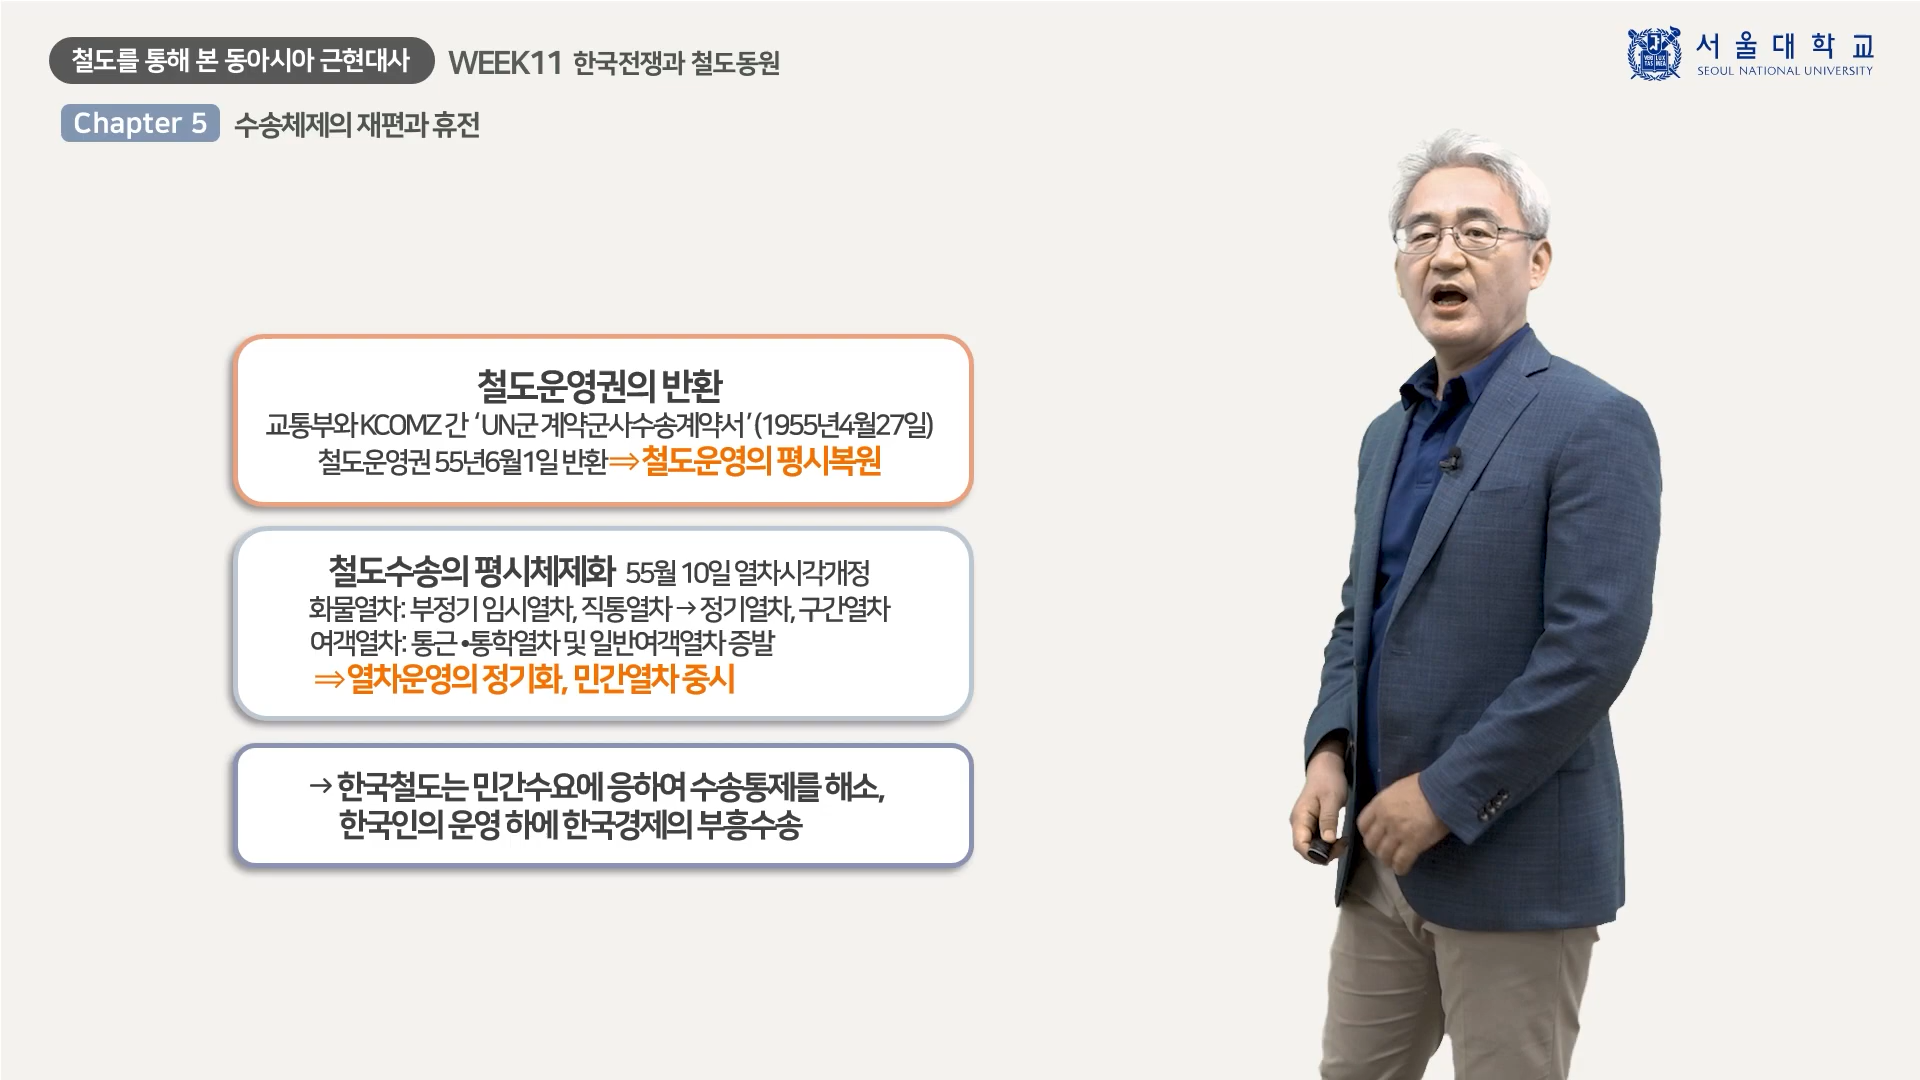 철도를 통해 본 동아시아 근현대사 WEEK11 한국전쟁과 철도동원
서울대학교
SEOUL NATIONAL UNIVERSITY
Chapter 5 수송체제의 재편과 휴전
철도운영권의 반환
교통부와 KCOMZ 간 ‘UN군 계약군사수송계약서’(1955년4월27일)
철도운영권 55년6월1일 반환⇒철도운영의 평시복원
철도수송의 평시체제화 55월 10일 열차시각개정
화물열차: 부정기 임시열차, 직통열차 → 정기열차, 구간열차
여객열차: 통근•통학열차 및 일반여객열차 증발
⇒열차운영의 정기화, 민간열차 중시
→ 한국철도는 민간수요에 응하여 수송통제를 해소,
한국인의 운영 하에 한국경제의 부흥수송